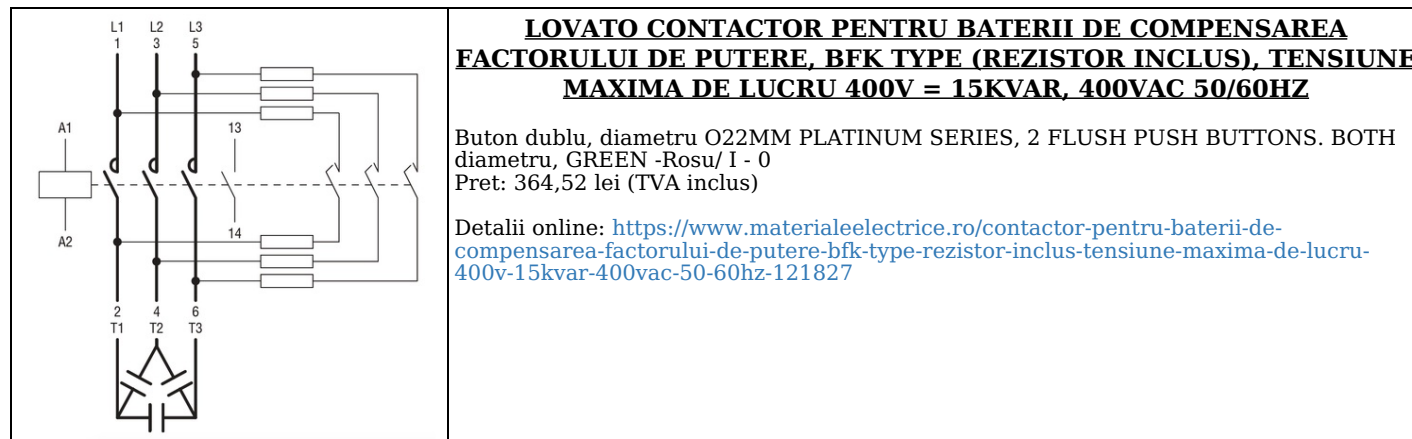 L1 L2 L3
1 3 5
A1
13
14
A2
2 4 6
T1 T2 T3
LOVATO CONTACTOR PENTRU BATERII DE COMPENSAREA
FACTORULUI DE PUTERE, BFK TYPE (REZISTOR INCLUS), TENSIUNE
MAXIMA DE LUCRU 400V = 15KVAR, 400VAC 50/60HZ
Buton dublu, diametru O22MM PLATINUM SERIES, 2 FLUSH PUSH BUTTONS. BOTH
diametru, GREEN -Rosu/ I - 0
Pret: 364,52 lei (TVA inclus)
Detalii online: https://www.materialeelectrice.ro/contactor-pentru-baterii-de-
compensarea-factorului-de-putere-bfk-type-rezistor-inclus-tensiune-maxima-de-lucru-
400v-15kvar-400vac-50-60hz-121827